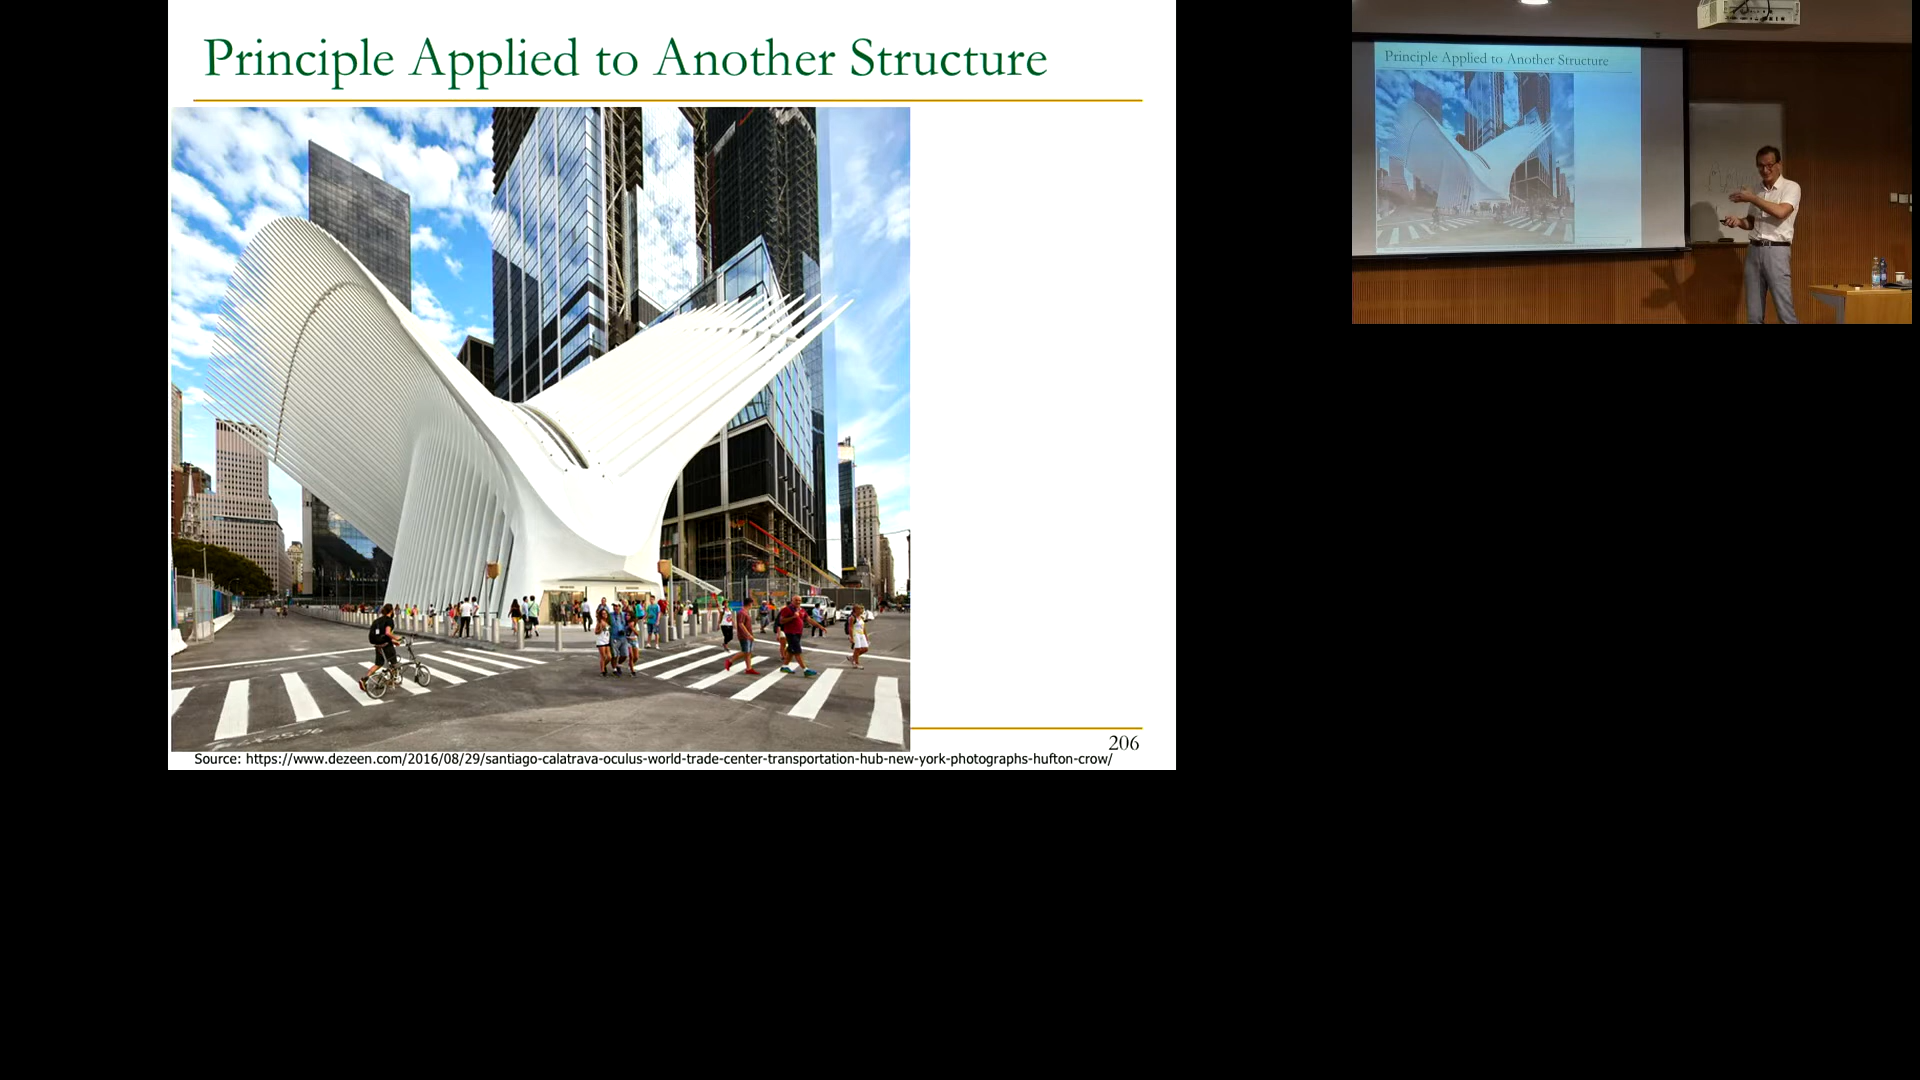 Principle Applied to Another Structure
206
Source: https://www.dezeen.com/2016/08/29/santiago-calatrava-oculus-world-trade-center-transportation-hub-new-york-photographs-hufton-crow/
Principle Applied to Another Structure